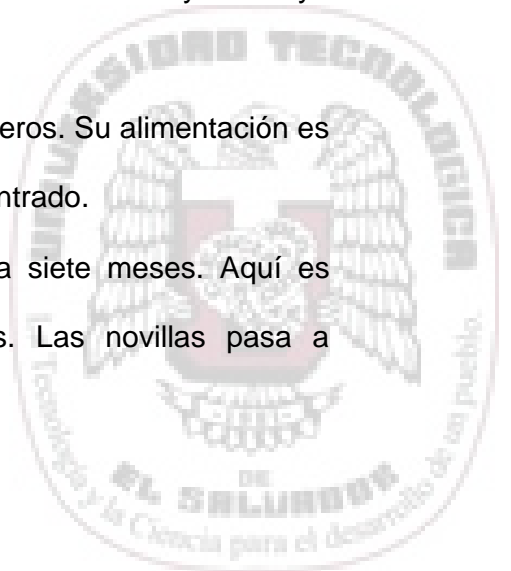 UNIVERSIDAD TECNOLOGICA
eros. Su alimentación es
ntrado.
a siete meses. Aquí es
s. Las novillas pasa a
DE
EL SALVADOR
La Tecnología y la Ciencia para el desarrollo de un pueblo.